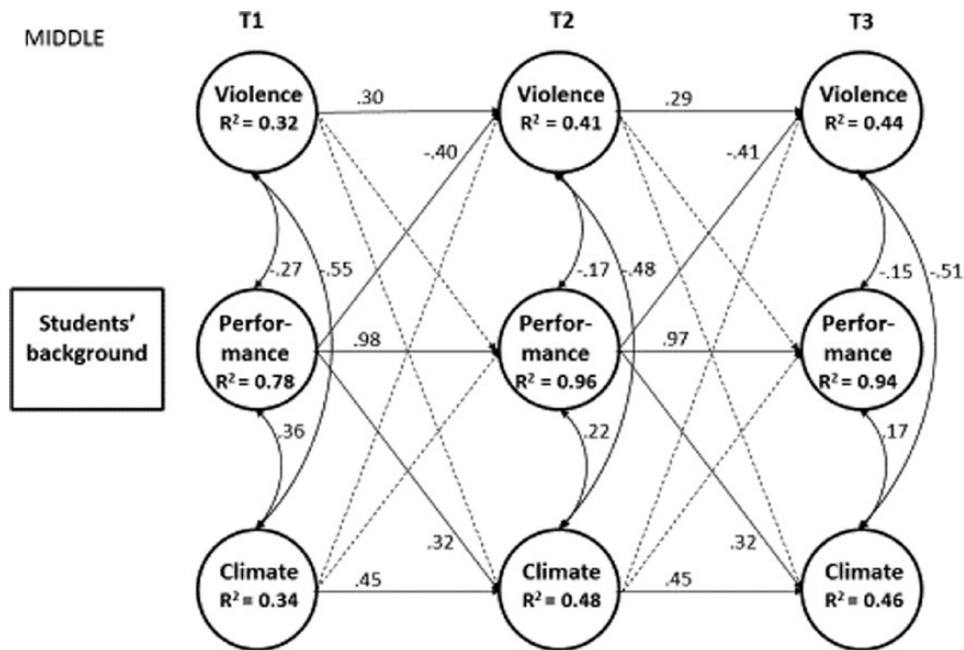 T1 T2 T3
MIDDLE
Violence Violence Violence
R² = 0.32 .30 R² = 0.41 .29 R² = 0.44
-.40 -.41
-.27 -.55 -.17 -.48 -.15 -.51
Students’
background
Perfor-
mance
R² = 0.78
.98
Perfor-
mance
R² = 0.96
.97
Perfor-
mance
R² = 0.94
.36 .22 .17
.32 .32
Climate Climate Climate
R² = 0.34 .45 R² = 0.48 .45 R² = 0.46